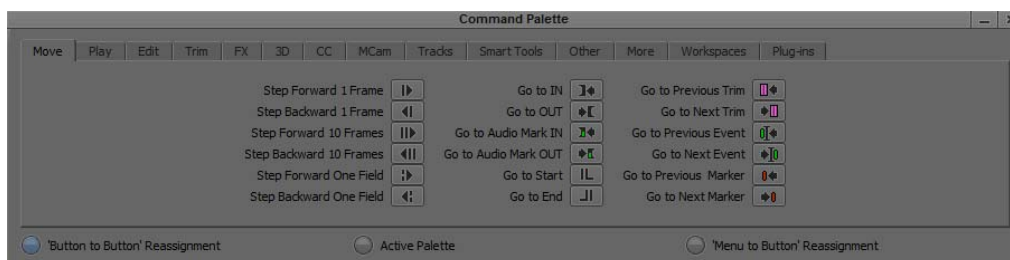 Command Palette
Move Play Edit Trim FX 3D CC MCam Tracks Smart Tools Other More Workspaces Plug-ins
Step Forward 1 Frame Go to IN Go to Previous Trim
Step Backward 1 Frame Go to OUT Go to Next Trim
Step Forward 10 Frames Go to Audio Mark IN Go to Previous Event
Step Backward 10 Frames Go to Audio Mark OUT Go to Next Event
Step Forward One Field Go to Start Go to Previous Marker
Step Backward One Field Go to End Go to Next Marker
'Button to Button' Reassignment Active Palette 'Menu to Button' Reassignment